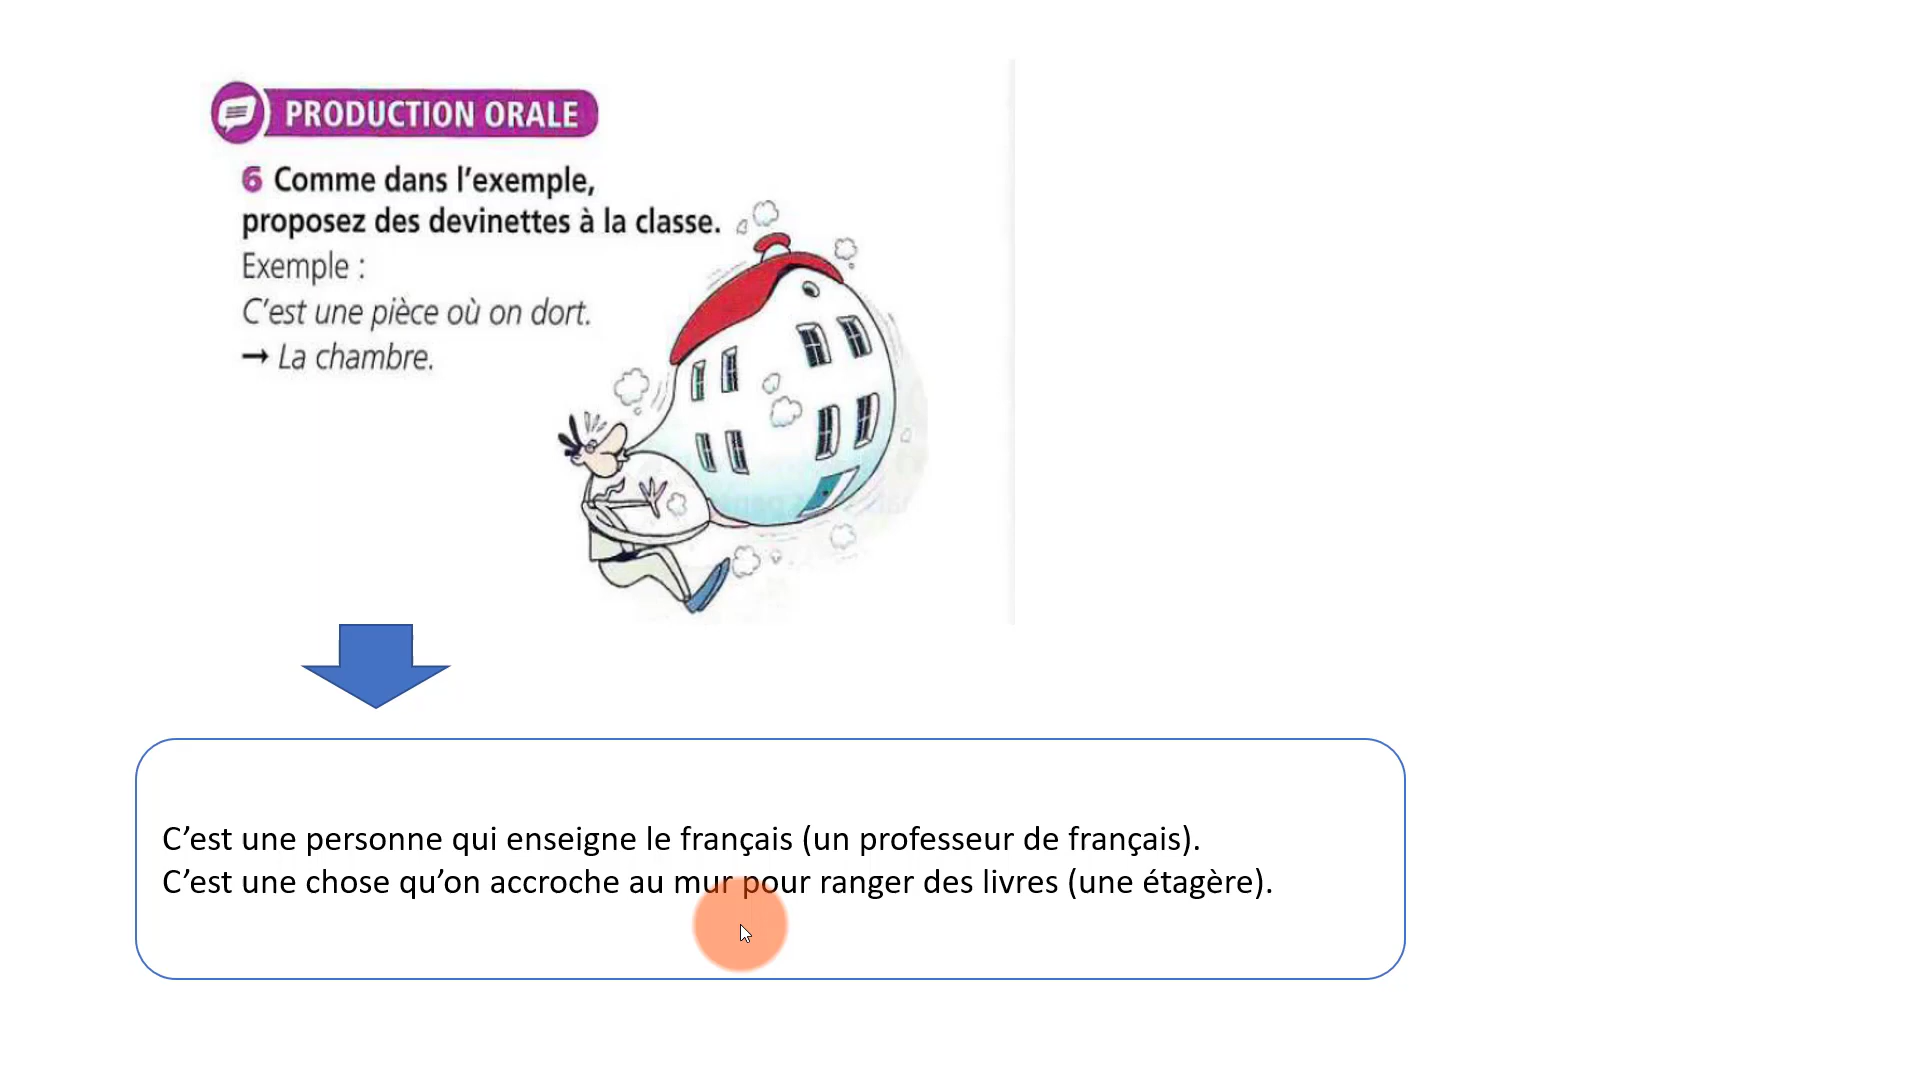 PRODUCTION ORALE
6 Comme dans l'exemple,
proposez des devinettes à la classe.
Exemple :
C'est une pièce où on dort.
→ La chambre.
C’est une personne qui enseigne le français (un professeur de français).
C’est une chose qu’on accroche au mur pour ranger des livres (une étagère).